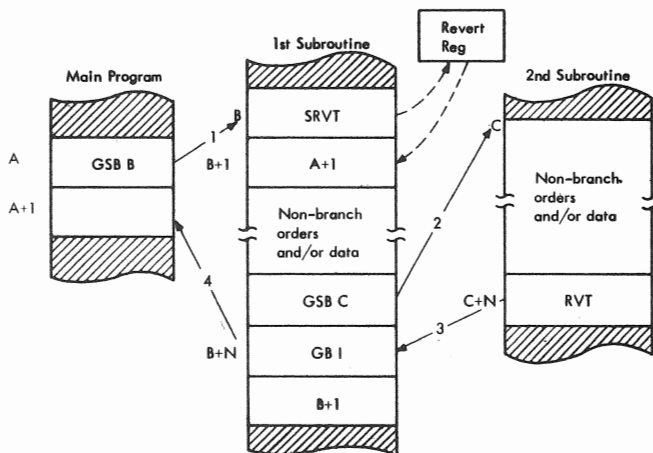 1st Subroutine
Revert
Reg
Main Program
2nd Subroutine
B
SRVT
1
C
A
GSB B
B+1
A+1
A+1
Non-branch
orders
and/or data
2
Non-branch
orders
and/or data
4
GSB C
C+N
RVT
3
B+N
GB I
B+1